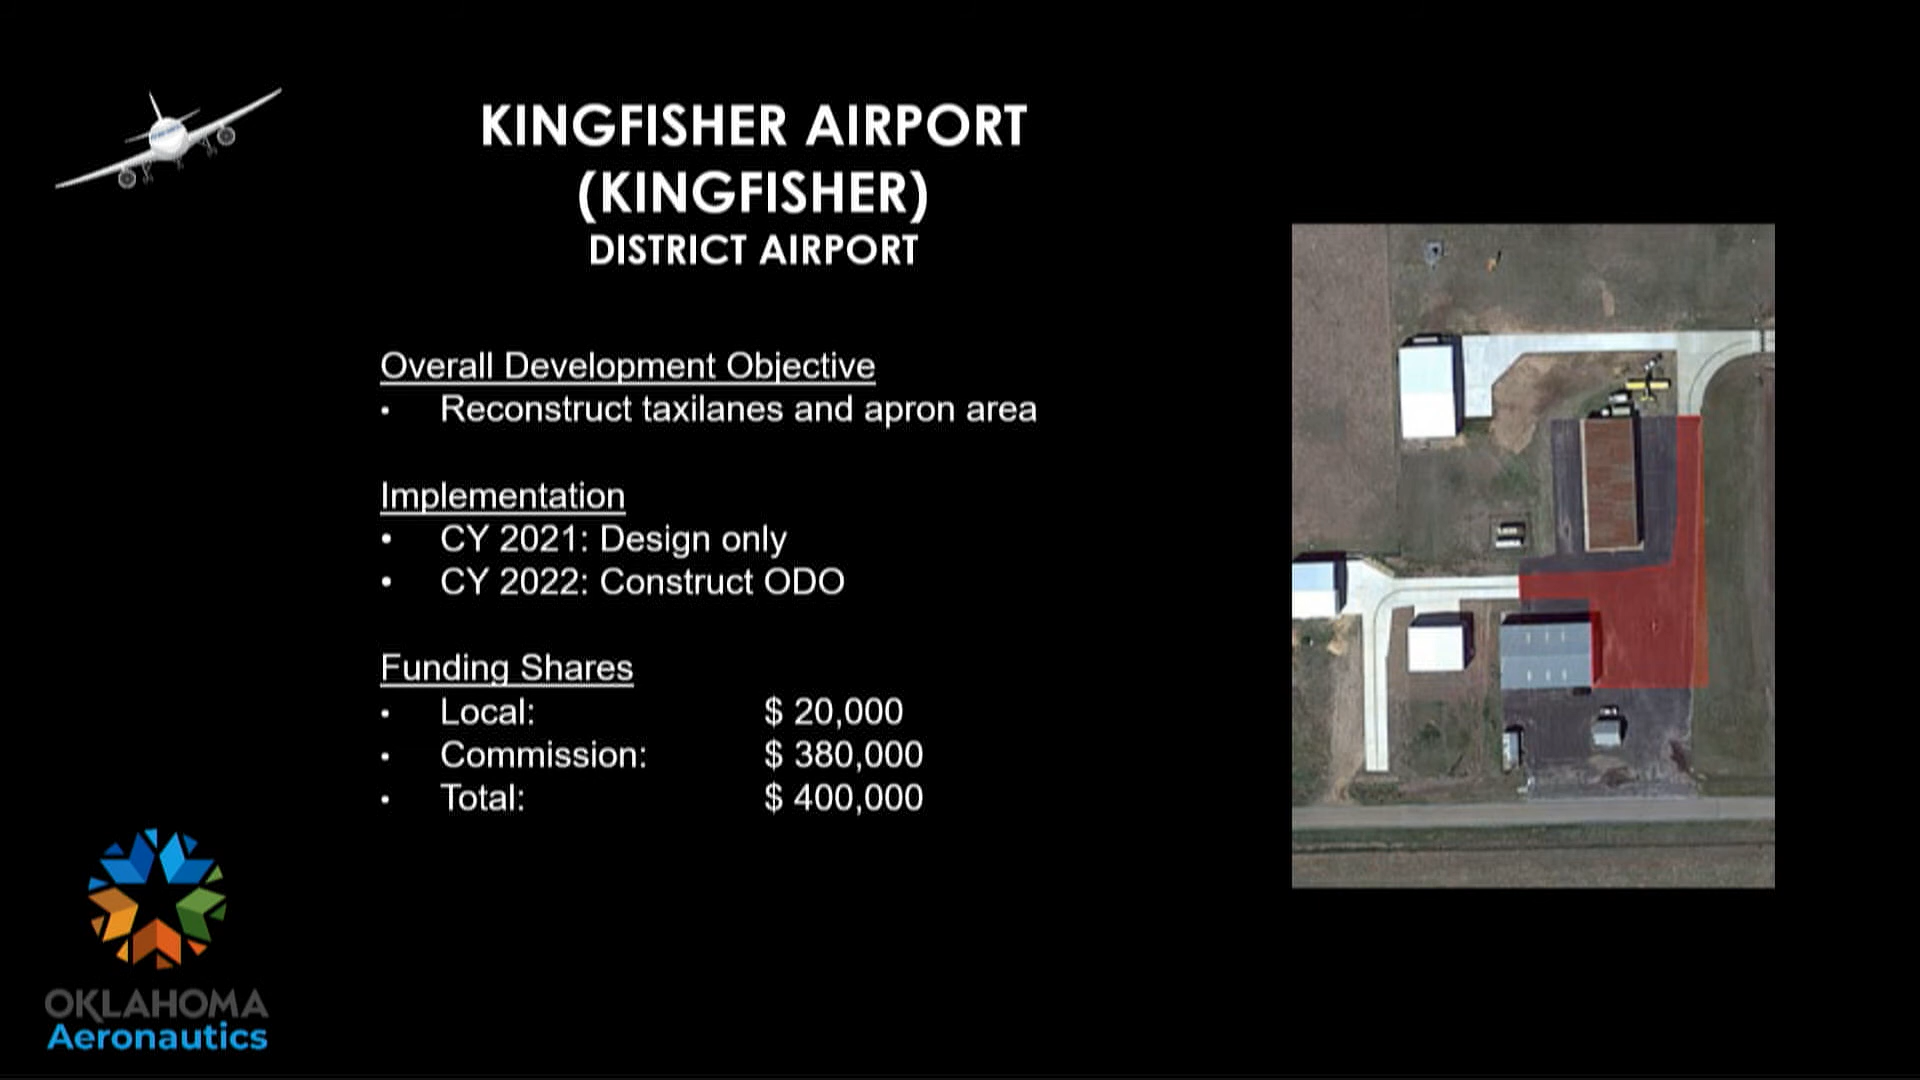 KINGFISHER AIRPORT
(KINGFISHER)
DISTRICT AIRPORT
Overall Development Objective
• Reconstruct taxilanes and apron area
Implementation
• CY 2021: Design only
• CY 2022: Construct ODO
Funding Shares
• Local: $ 20,000
• Commission: $ 380,000
• Total: $ 400,000
OKLAHOMA
Aeronautics